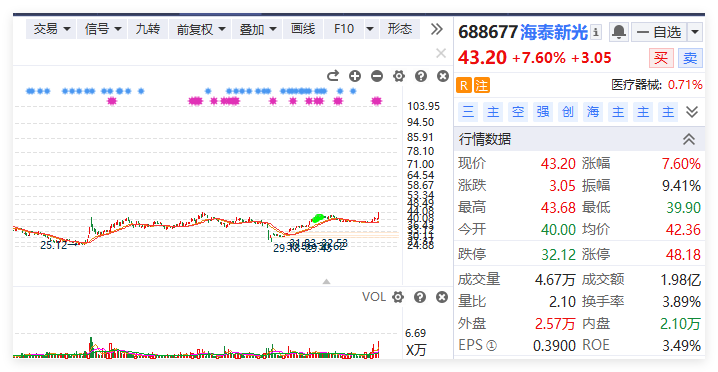 交易 信号 九转 前复权 叠加 画线 F10 形态
103.95
94.50
85.91
78.10
71.00
64.54
58.67
53.34
48.49
44.08
40.08
36.43
24.88
25.12
VOL
6.69
X万
688677 海泰新光 自选
43.20 +7.60% +3.05 买 卖
R 注 医疗器械: 0.71%
三 主 空 强 创 海 主 主 主
行情数据
现价 43.20 涨幅 7.60%
涨跌 3.05 振幅 9.41%
最高 43.68 最低 39.90
今开 40.00 均价 42.36
跌停 32.12 涨停 48.18
成交量 4.67万 成交额 1.98亿
量比 2.10 换手率 3.89%
外盘 2.57万 内盘 2.10万
EPS ① 0.3900 ROE 3.49%